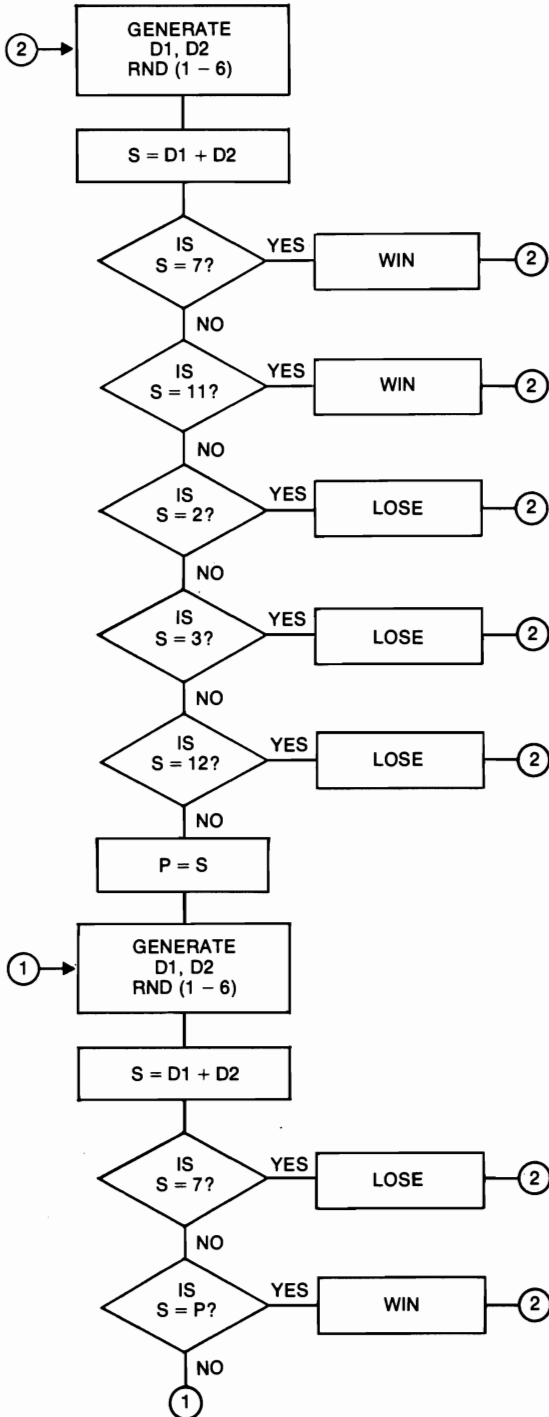 GENERATE
2 D1, D2
RND (1 – 6)
S = D1 + D2
IS
S = 7?
YES
WIN
2
NO
IS
S = 11?
YES
WIN
2
NO
IS
S = 2?
YES
LOSE
2
NO
IS
S = 3?
YES
LOSE
2
NO
IS
S = 12?
YES
LOSE
2
NO
P = S
GENERATE
1 D1, D2
RND (1 – 6)
S = D1 + D2
IS
S = 7?
YES
LOSE
2
NO
IS
S = P?
YES
WIN
2
NO
1